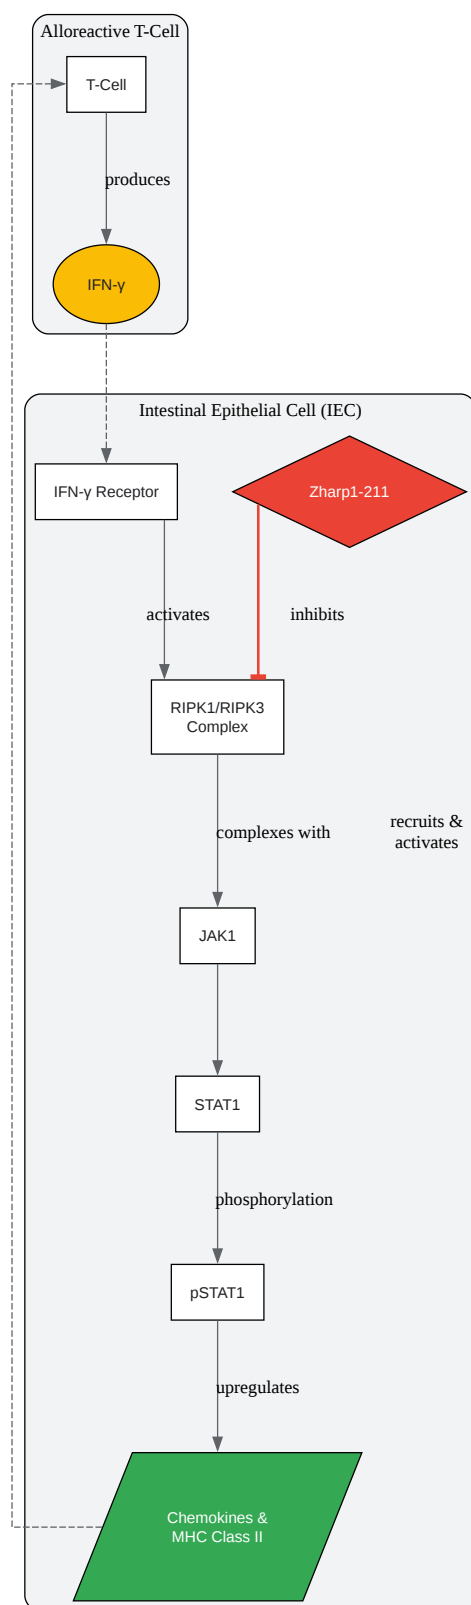 Alloreactive T-Cell
T-Cell
produces
IFN-γ
Intestinal Epithelial Cell (IEC)
IFN-γ Receptor
Zharp1-211
activates
inhibits
RIPK1/RIPK3
Complex
complexes with
recruits &
activates
JAK1
STAT1
phosphorylation
pSTAT1
upregulates
Chemokines &
MHC Class II